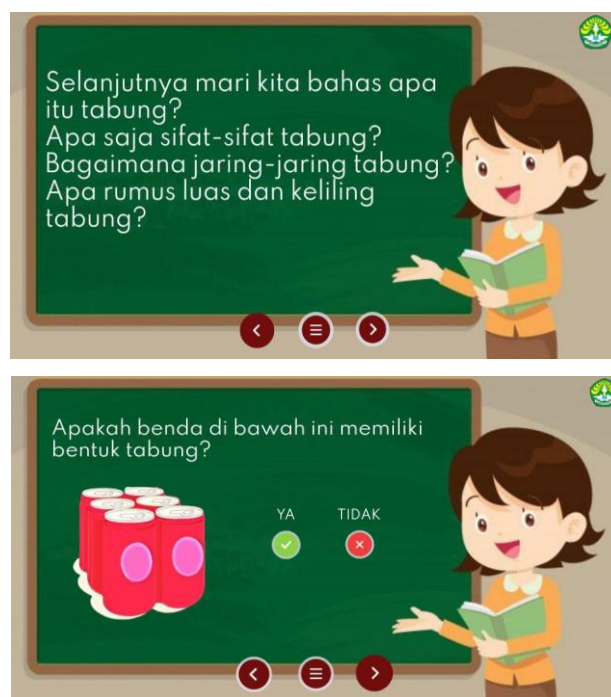 Selanjutnya mari kita bahas apa
itu tabung?
Apa saja sifat-sifat tabung?
Bagaimana jaring-jaring tabung?
Apa rumus luas dan keliling
tabung?
Apakah benda di bawah ini memiliki
bentuk tabung?
YA
TIDAK